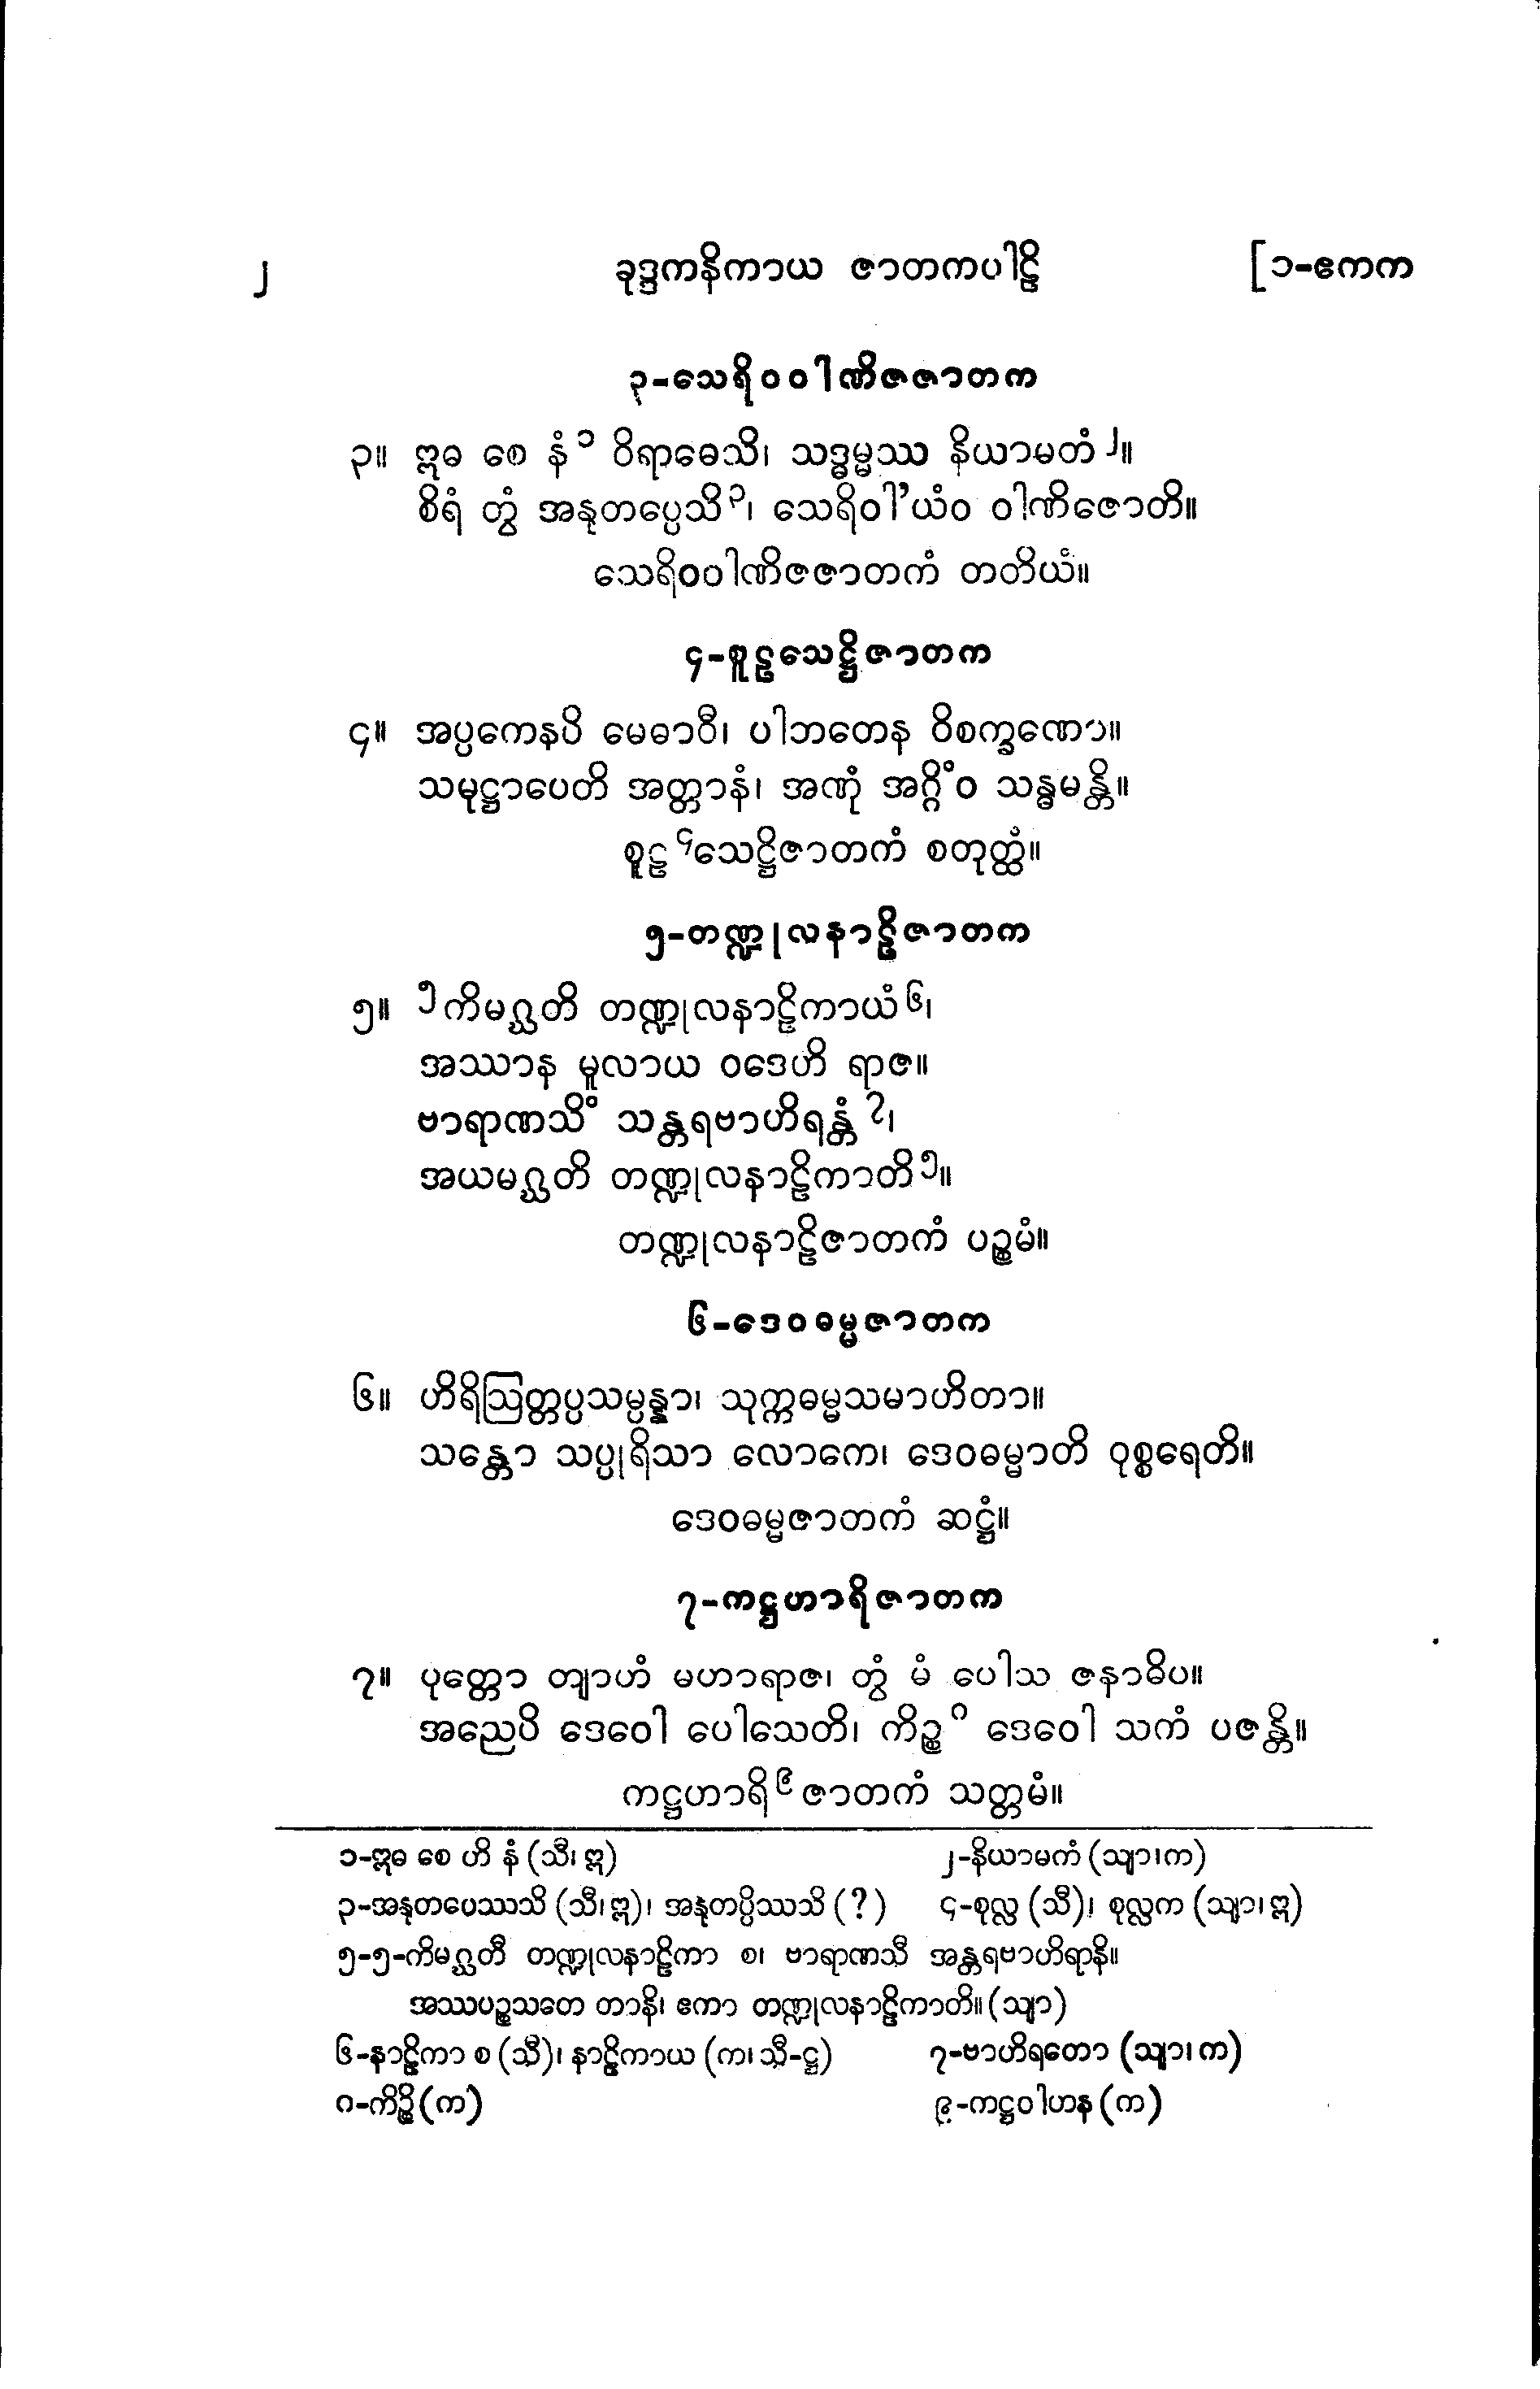 ၂ ခုဒ္ဒကနိကာယ ဇာတကပါဠိ [၁-ဧကက
၃-သေရိဝဝါဏိဇဇာတက
၃။ ဣဓ စေ နံ ၁ ဝိရာဓေသိ၊ သဒ္ဓမ္မဿ နိယာမတံ ၂။
စိရံ တွံ အနုတပ္ပေသိ ၃၊ သေရိဝါ’ယံဝ ဝါဏိဇောတိ။
သေရိဝဝါဏိဇဇာတကံ တတိယံ။
၄-စူဠသေဋ္ဌိဇာတက
၄။ အပ္ပကေနပိ မေဓာဝီ၊ ပါဘတေန ဝိစက္ခဏော။
သမုဋ္ဌာပေတိ အတ္တာနံ၊ အဏုံ အဂ္ဂိံဝ သန္ဓမန္တိ။
စူဠ ၄ သေဋ္ဌိဇာတကံ စတုတ္ထံ။
၅-တဏ္ဍုလနာဠိဇာတက
၅။ ၅ ကိမဂ္ဃတိ တဏ္ဍုလနာဠိကာယံ ၆၊
အဿာန မူလာယ ဝဒေဟိ ရာဇ။
ဗာရာဏသိံ သန္တရဗာဟိရန္တံ ၇၊
အယမဂ္ဃတိ တဏ္ဍုလနာဠိကာတိ ၅။
တဏ္ဍုလနာဠိဇာတကံ ပဉ္စမံ။
၆-ဒေဝဓမ္မဇာတက
၆။ ဟိရိဩတ္တပ္ပသမ္ပန္နာ၊ သုက္ကဓမ္မသမာဟိတာ။
သန္တော သပ္ပုရိသာ လောကေ၊ ဒေဝဓမ္မာတိ ဝုစ္စရေတိ။
ဒေဝဓမ္မဇာတကံ ဆဋ္ဌံ။
၇-ကဋ္ဌဟာရိဇာတက
၇။ ပုတ္တော တျာဟံ မဟာရာဇ၊ တွံ မံ ပေါသ ဇနာဓိပ။
အညေပိ ဒေဝေါ ပေါသေတိ၊ ကိဉ္စ ၈ ဒေဝေါ သကံ ပဇန္တိ။
ကဋ္ဌဟာရိ ၉ ဇာတကံ သတ္တမံ။
၁-ဣဓ စေ ဟိ နံ (သီ၊ ဣ) ၂-နိယာမကံ (သျာ၊က)
၃-အနုတပေဿသိ (သီ၊ ဣ)၊ အနုတပ္ပိဿသိ (?) ၄-စုလ္လ (သီ)၊ စုလ္လက (သျာ၊ ဣ)
၅-၅-ကိမဂ္ဃတီ တဏ္ဍုလနာဠိကာ စ၊ ဗာရာဏသီ အန္တရဗာဟိရာနိ။
အဿပဉ္စသတေ တာနိ၊ ဧကာ တဏ္ဍုလနာဠိကာတိ။ (သျာ)
၆-နာဠိကာ စ (သီ)၊ နာဠိကာယ (က၊ သီ-ဋ္ဌ) ၇-ဗာဟိရတော (သျာ၊ က)
၈-ကိဉ္စိ (က) ၉-ကဋ္ဌဝါဟန (က)